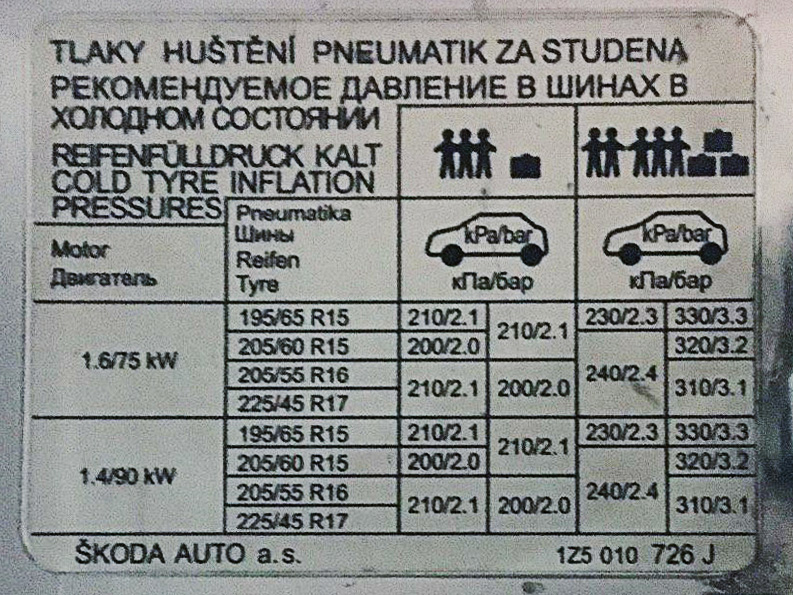 TLAKY HUŠTĚNÍ PNEUMATIK ZA STUDENA
РЕКОМЕНДУЕМОЕ ДАВЛЕНИЕ В ШИНАХ В
ХОЛОДНОМ СОСТОЯНИИ
REIFENFÜLLDRUCK KALT
COLD TYRE INFLATION
PRESSURES
Motor
Двигатель
Pneumatika
Шины
Reifen
Tyre
kPa/bar
кПа/бар
kPa/bar
кПа/бар
1.6/75 kW
195/65 R15 210/2.1 210/2.1 230/2.3 330/3.3
205/60 R15 200/2.0 240/2.4 320/3.2
205/55 R16 210/2.1 200/2.0 310/3.1
225/45 R17
1.4/90 kW
195/65 R15 210/2.1 210/2.1 230/2.3 330/3.3
205/60 R15 200/2.0 240/2.4 320/3.2
205/55 R16 210/2.1 200/2.0 310/3.1
225/45 R17
ŠKODA AUTO a.s. 1Z5 010 726 J